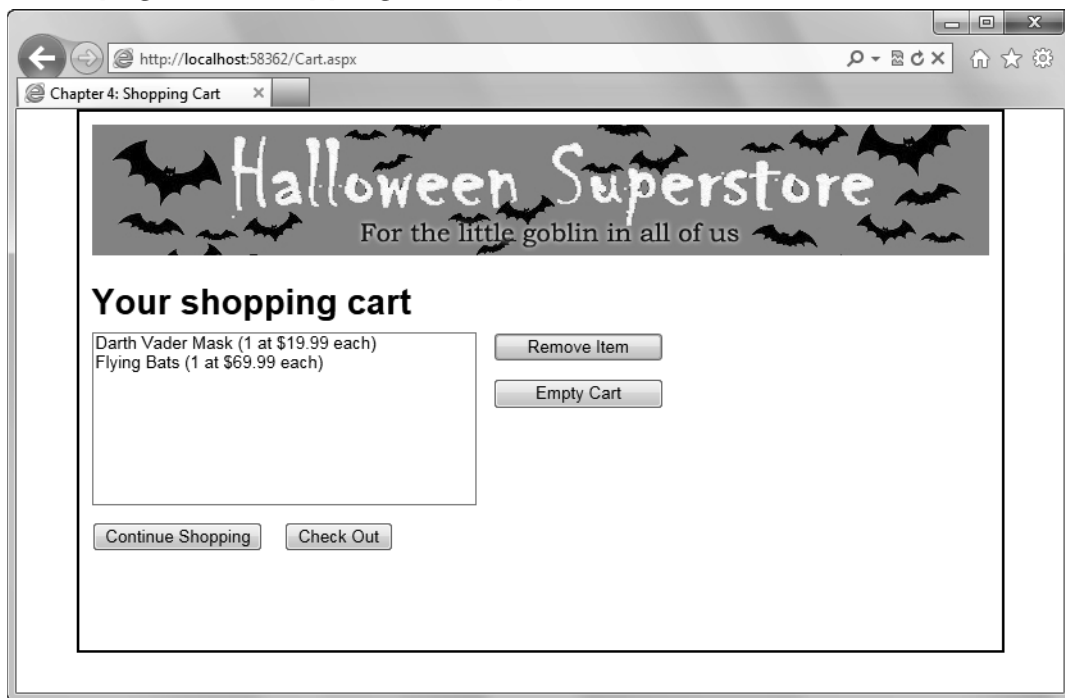 http://localhost:58362/Cart.aspx
Chapter 4: Shopping Cart
Halloween Superstore
For the little goblin in all of us
Your shopping cart
Darth Vader Mask (1 at $19.99 each)
Flying Bats (1 at $69.99 each)
Remove Item
Empty Cart
Continue Shopping
Check Out